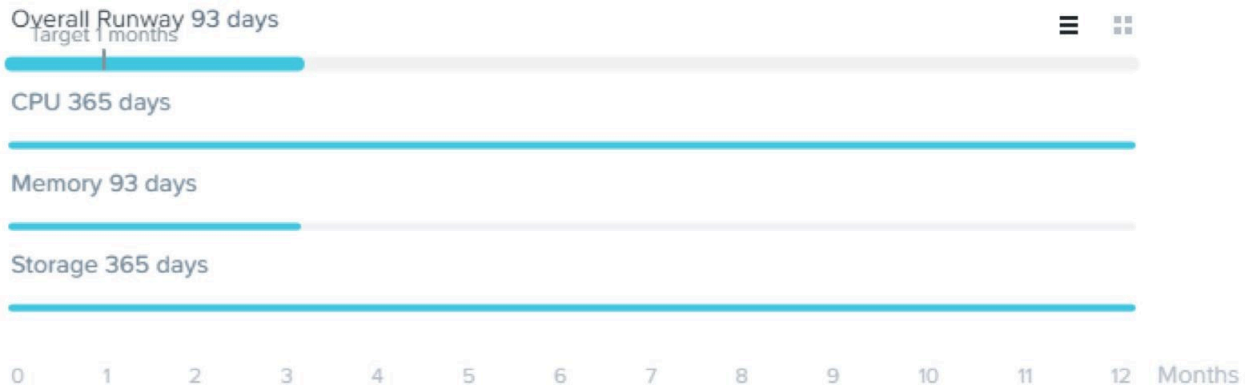 Overall Runway 93 days
Target 1 months
CPU 365 days
Memory 93 days
Storage 365 days
0 1 2 3 4 5 6 7 8 9 10 11 12 Months